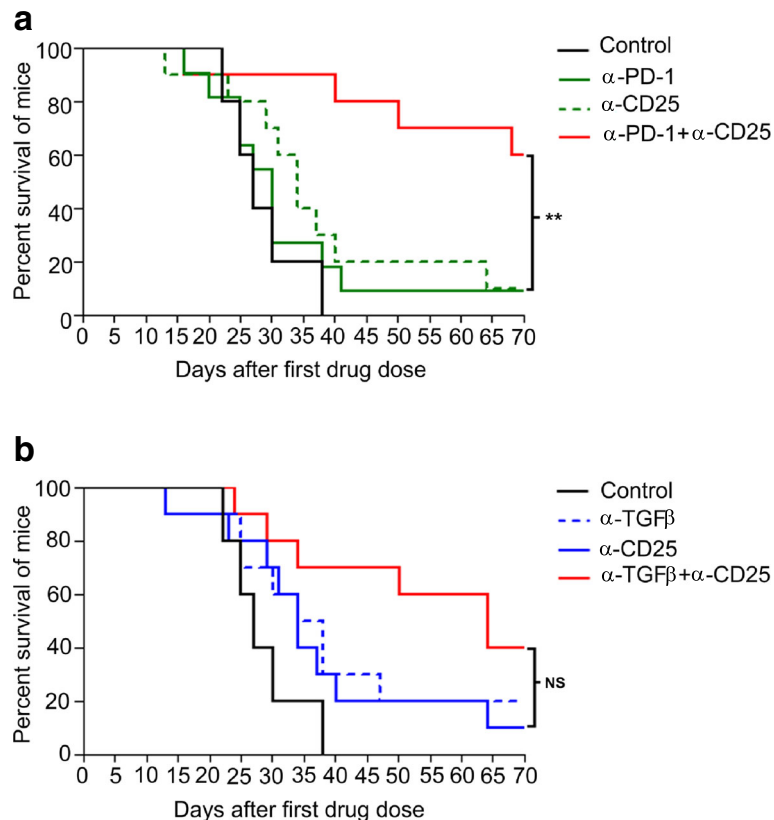 a
Percent survival of mice
100
80
60
40
20
0
0 5 10 15 20 25 30 35 40 45 50 55 60 65 70
Days after first drug dose
Control
α-PD-1
α-CD25
α-PD-1+α-CD25
**
b
Percent survival of mice
100
80
60
40
20
0
0 5 10 15 20 25 30 35 40 45 50 55 60 65 70
Days after first drug dose
Control
α-TGFβ
α-CD25
α-TGFβ+α-CD25
NS